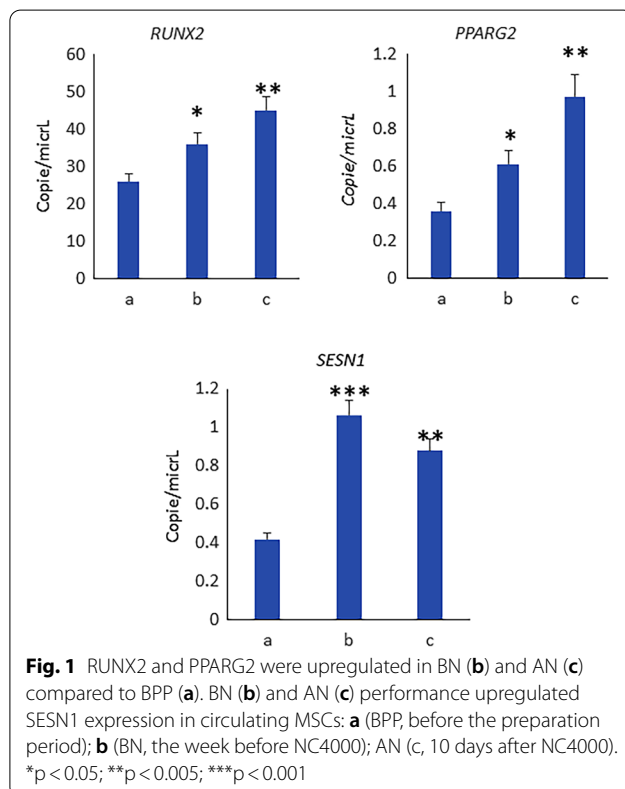 RUNX2
60
50
40
30
20
10
0
Copie/micrL
*
**
a b c
PPARG2
1.2
1
0.8
0.6
0.4
0.2
0
Copie/micrL
*
**
a b c
SESN1
1.2
1
0.8
0.6
0.4
0.2
0
Copie/micrL
***
**
a b c
Fig. 1 RUNX2 and PPARG2 were upregulated in BN (b) and AN (c)
compared to BPP (a). BN (b) and AN (c) performance upregulated
SESN1 expression in circulating MSCs: a (BPP, before the preparation
period); b (BN, the week before NC4000); AN (c, 10 days after NC4000).
*p < 0.05; **p < 0.005; ***p < 0.001